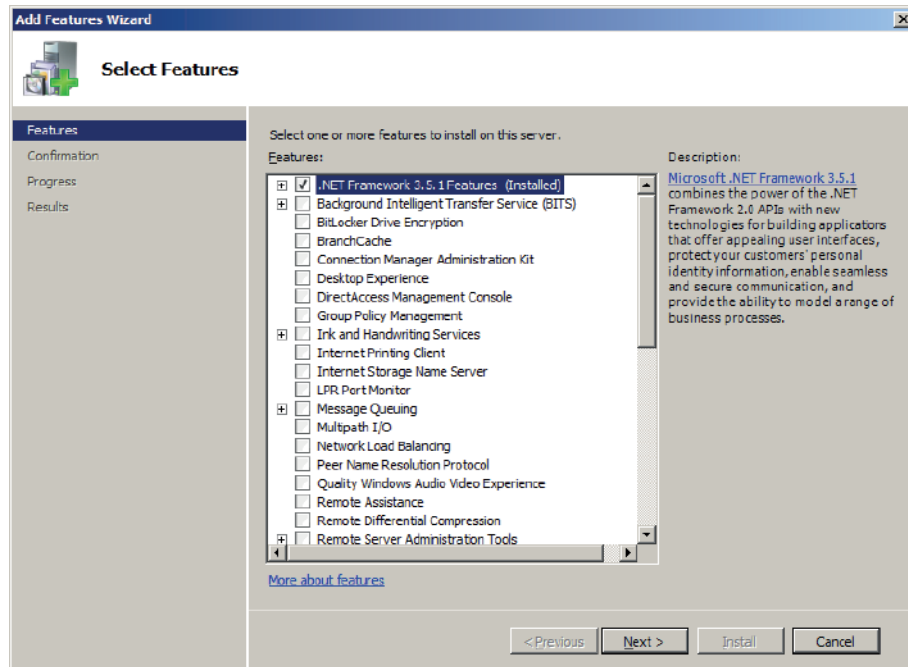 Add Features Wizard
Select Features
Features
Confirmation
Progress
Results
Select one or more features to install on this server.
Features:
.NET Framework 3.5.1 Features (Installed)
Background Intelligent Transfer Service (BITS)
BitLocker Drive Encryption
BranchCache
Connection Manager Administration Kit
Desktop Experience
DirectAccess Management Console
Group Policy Management
Ink and Handwriting Services
Internet Printing Client
Internet Storage Name Server
LPR Port Monitor
Message Queuing
Multipath I/O
Network Load Balancing
Peer Name Resolution Protocol
Quality Windows Audio Video Experience
Remote Assistance
Remote Differential Compression
Remote Server Administration Tools
More about features
Description:
Microsoft .NET Framework 3.5.1
combines the power of the .NET
Framework 2.0 APIs with new
technologies for building applications
that offer appealing user interfaces,
protect your customers' personal
identity information, enable seamless
and secure communication, and
provide the ability to model a range of
business processes.
< Previous
Next >
Install
Cancel